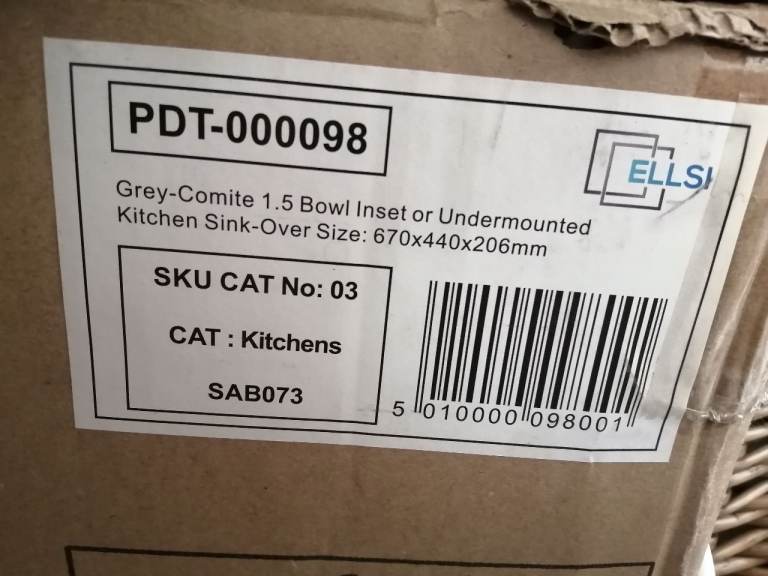 PDT-000098
ELLSI
Grey-Comite 1.5 Bowl Inset or Undermounted
Kitchen Sink-Over Size: 670x440x206mm
SKU CAT No: 03
CAT : Kitchens
SAB073
5 010000 098001